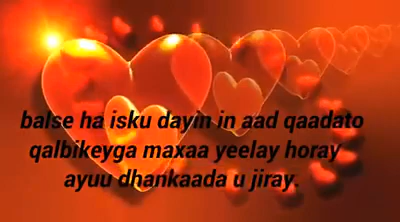 balse ha isku dayin in aad qaadato
qalbikeyga maxaa yeelay horay
ayuu dhankaada u jiray.